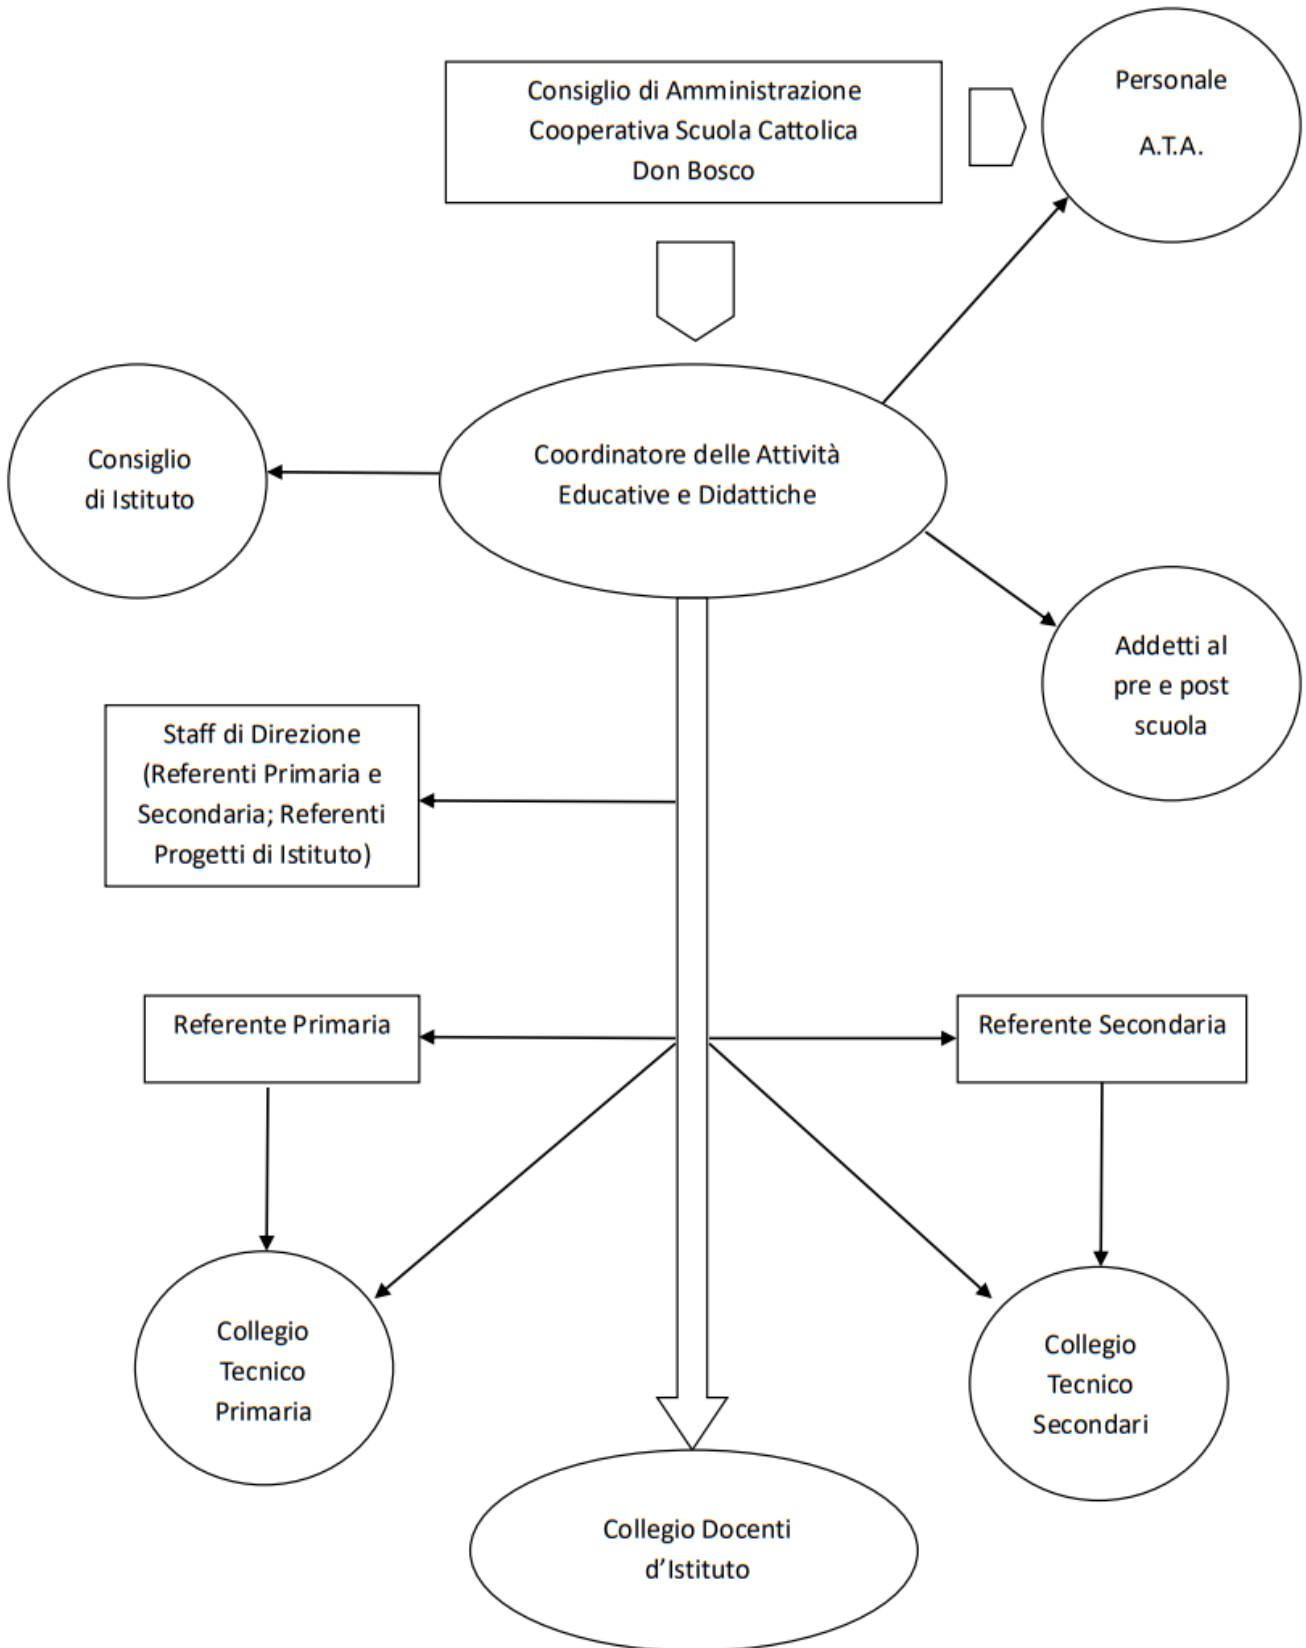 Consiglio di Amministrazione
Cooperativa Scuola Cattolica
Don Bosco
Personale
A.T.A.
Consiglio
di Istituto
Coordinatore delle Attività
Educative e Didattiche
Addetti al
pre e post
scuola
Staff di Direzione
(Referenti Primaria e
Secondaria; Referenti
Progetti di Istituto)
Referente Primaria
Referente Secondaria
Collegio
Tecnico
Primaria
Collegio
Tecnico
Secondari
Collegio Docenti
d’Istituto